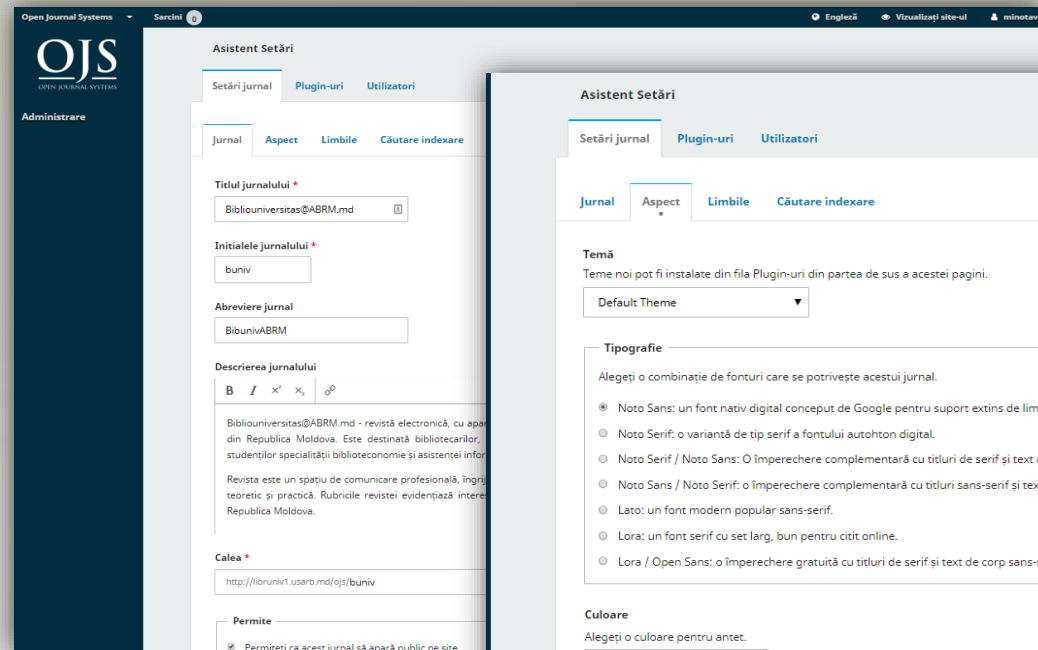 Open Journal Systems
Sarcini 0
Engleză
Vizualizați site-ul
OJS
OPEN JOURNAL SYSTEMS
Administrare
Asistent Setări
Setări jurnal Plugin-uri Utilizatori
Jurnal Aspect Limbile Căutare indexare
Titlul jurnalului *
Bibliouniversitas@ABRM.md
Initialele jurnalului *
buniv
Abreviere jurnal
BibunivABRM
Descrierea jurnalului
B I x² xₛ
Bibliouniversitas@ABRM.md - revistă electronică, cu
din Republica Moldova. Este destinată bibliotecarilor,
studenților specialității biblioteconomie și asistenței
Revista este un spațiu de comunicare profesională,
teoretic și practică. Rubricile revistei evidențiază
Republica Moldova.
Calea *
http://libruniv1.usarb.md/ojs/buniv
Permite
Permiteți ca acest jurnal să apară public pe site
Asistent Setări
Setări jurnal Plugin-uri Utilizatori
Jurnal Aspect Limbile Căutare indexare
Temă
Teme noi pot fi instalate din fila Plugin-uri din partea de sus a acestei pagini.
Default Theme
Tipografie
Alegeți o combinație de fonturi care se potrivește acestui jurnal.
Noto Sans: un font nativ digital conceput de Google pentru suport extins de
Noto Serif: o variantă de tip serif a fontului autohton digital.
Noto Serif / Noto Sans: O împerechere complementară cu titluri de serif și text
Noto Sans / Noto Serif: o împerechere complementară cu titluri sans-serif și
Lato: un font modern popular sans-serif.
Lora: un font serif cu set larg, bun pentru citit online.
Lora / Open Sans: o împerechere gratuită cu titluri de serif și text de corp
Culoare
Alegeți o culoare pentru antet.